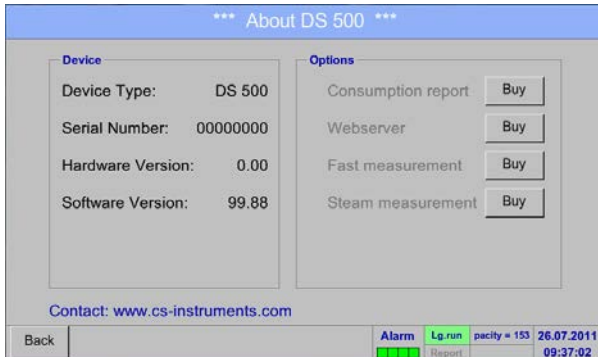 *** About DS 500 ***
Device
Device Type: DS 500
Serial Number: 00000000
Hardware Version: 0.00
Software Version: 99.88
Options
Consumption report Buy
Webserver Buy
Fast measurement Buy
Steam measurement Buy
Contact: www.cs-instruments.com
Back
Alarm
Lg.run
Report
pacity = 153
26.07.2011
09:37:02